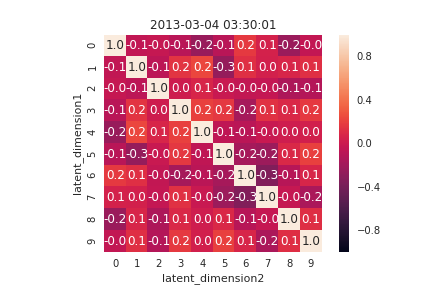 2013-03-04 03:30:01
0 1.0 -0.1 -0.0 -0.1 -0.2 -0.1 0.2 0.1 -0.2 -0.0
1 -0.1 1.0 -0.1 0.2 0.2 -0.3 0.1 0.0 0.1 0.1
2 -0.0 -0.1 1.0 0.0 0.1 -0.0 -0.0 -0.0 -0.1 -0.1
3 -0.1 0.2 0.0 1.0 0.2 0.2 -0.2 0.1 0.1 0.2
4 -0.2 0.2 0.1 0.2 1.0 -0.1 -0.1 -0.0 0.0 0.0
5 -0.1 -0.3 -0.0 0.2 -0.1 1.0 -0.2 -0.2 0.1 0.2
6 0.2 0.1 -0.0 -0.2 -0.1 -0.2 1.0 -0.3 -0.1 0.1
7 0.1 0.0 -0.0 0.1 -0.0 -0.2 -0.3 1.0 -0.0 -0.2
8 -0.2 0.1 -0.1 0.1 0.0 0.1 -0.1 -0.0 1.0 0.1
9 -0.0 0.1 -0.1 0.2 0.0 0.2 0.1 -0.2 0.1 1.0
0 1 2 3 4 5 6 7 8 9
latent_dimension2
latent_dimension1
0.8
0.4
0.0
-0.4
-0.8